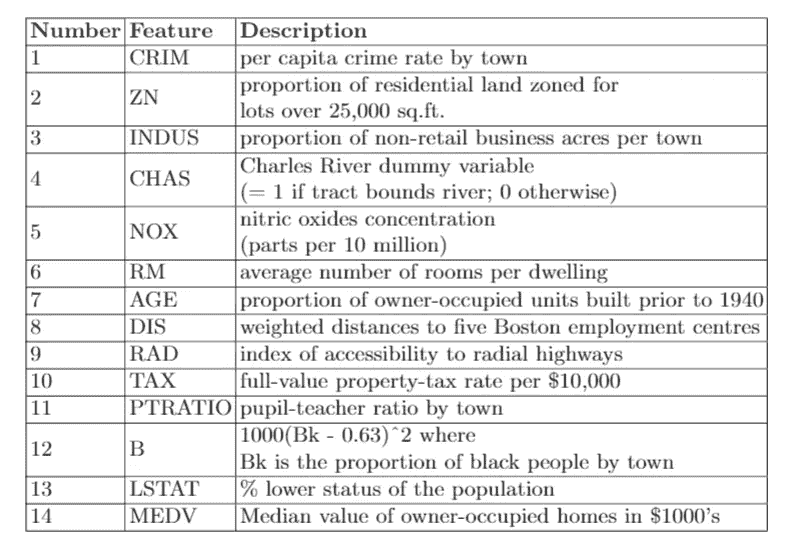 Number Feature Description
1 CRIM per capita crime rate by town
2 ZN proportion of residential land zoned for
lots over 25,000 sq.ft.
3 INDUS proportion of non-retail business acres per town
4 CHAS Charles River dummy variable
(= 1 if tract bounds river; 0 otherwise)
5 NOX nitric oxides concentration
(parts per 10 million)
6 RM average number of rooms per dwelling
7 AGE proportion of owner-occupied units built prior to 1940
8 DIS weighted distances to five Boston employment centres
9 RAD index of accessibility to radial highways
10 TAX full-value property-tax rate per $10,000
11 PTRATIO pupil-teacher ratio by town
12 B 1000(Bk - 0.63)^2 where
Bk is the proportion of black people by town
13 LSTAT % lower status of the population
14 MEDV Median value of owner-occupied homes in $1000's